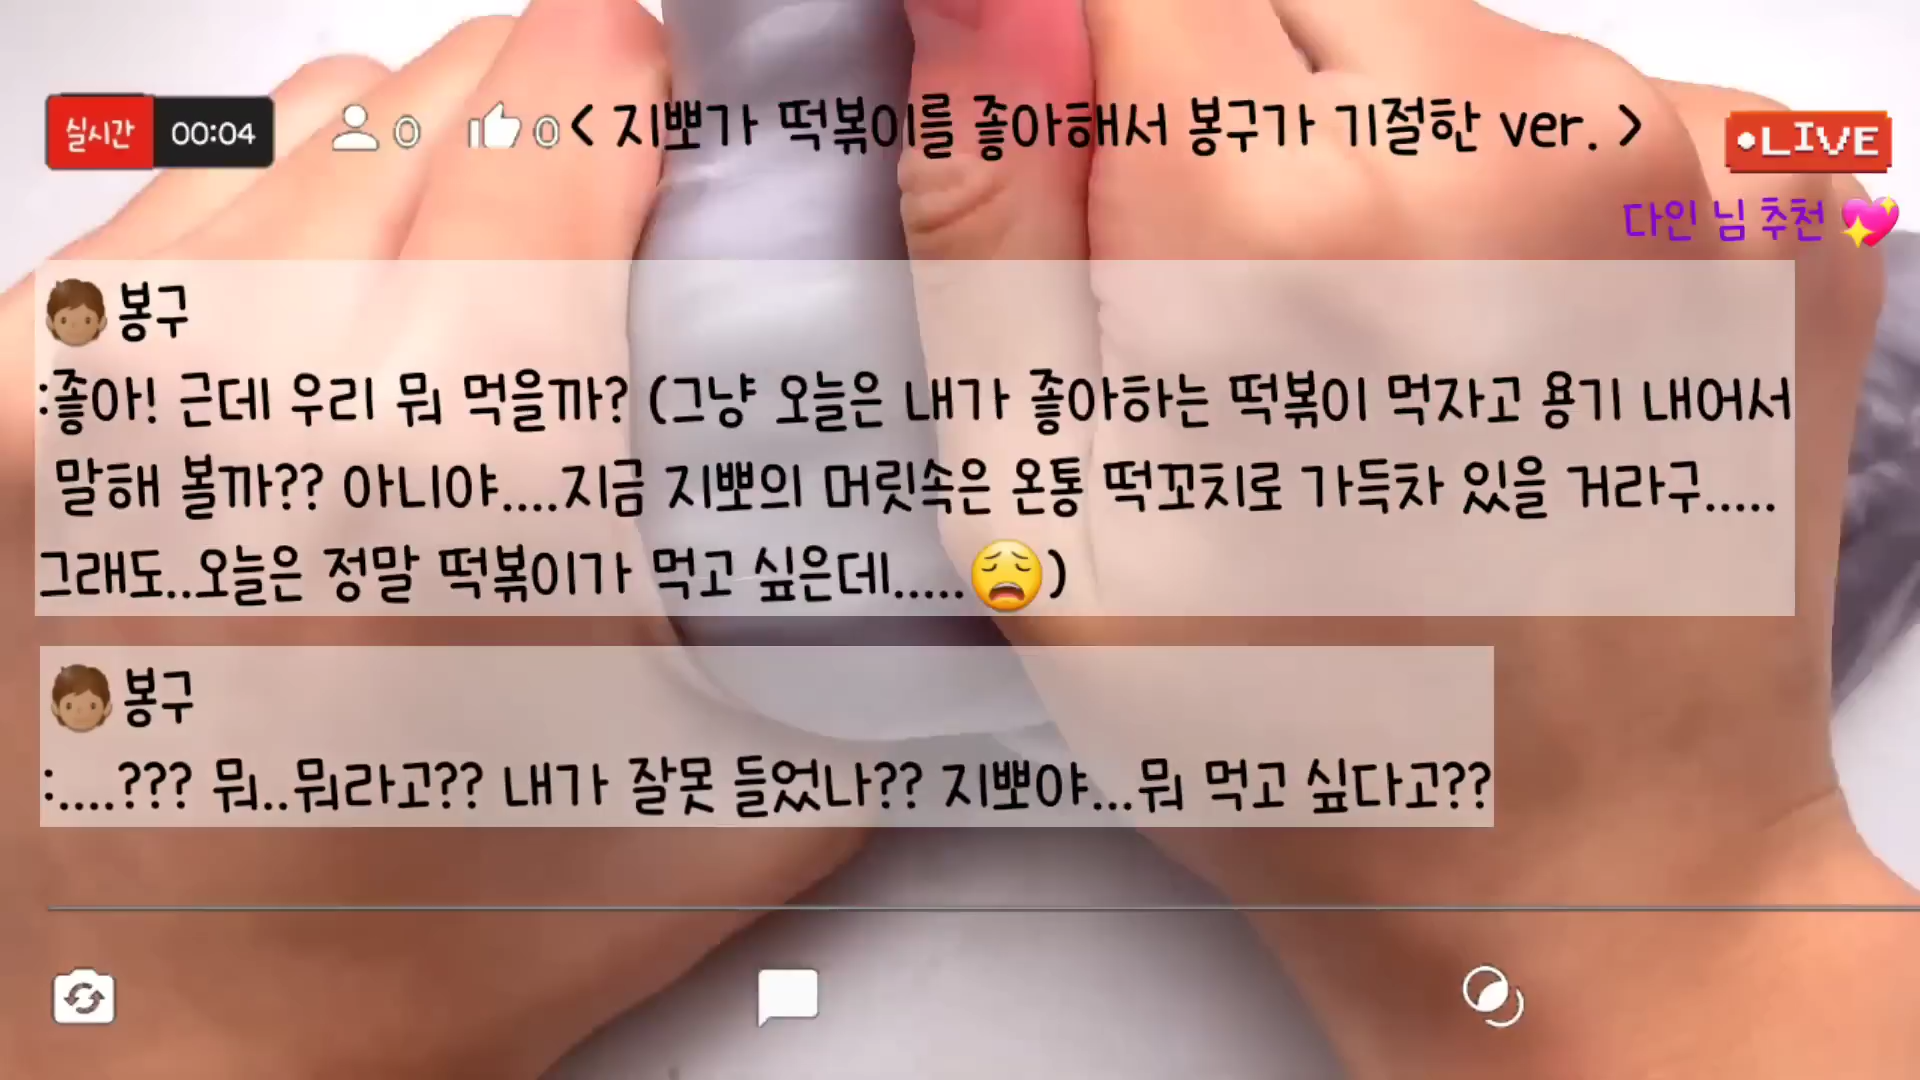 실시간 00:04 0 0 < 지뽀가 떡볶이를 좋아해서 봉구가 기절한 ver. > LIVE
다인 님 추천 💖
봉구
:좋아! 근데 우리 뭐 먹을까? (그냥 오늘은 내가 좋아하는 떡볶이 먹자고 용기 내어서
말해 볼까?? 아니야....지금 지뽀의 머릿속은 온통 떡꼬치로 가득차 있을 거라구.....
그래도..오늘은 정말 떡볶이가 먹고 싶은데.....😩)
봉구
:....??? 뭐..뭐라고?? 내가 잘못 들었나?? 지뽀야...뭐 먹고 싶다고??